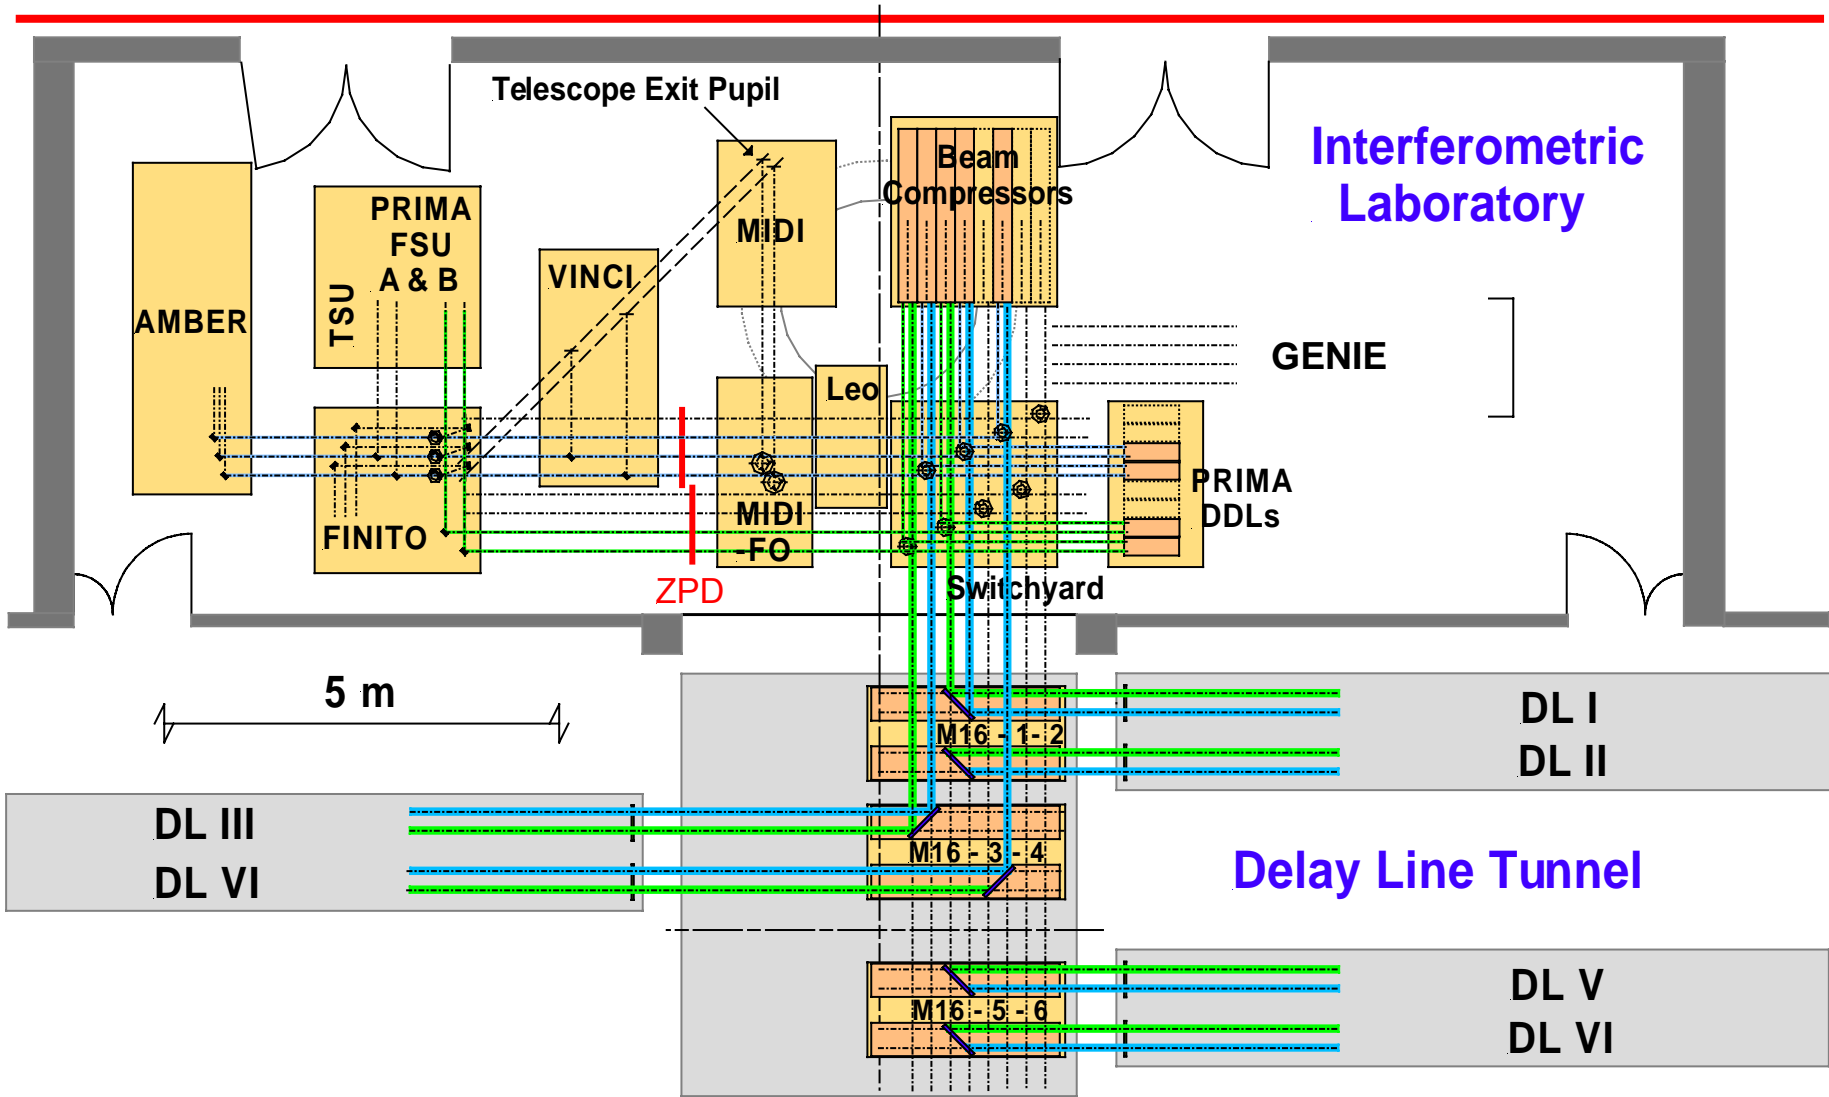 Telescope Exit Pupil
Interferometric
Laboratory
Beam
Compressors
PRIMA
FSU
A & B
TSU
MIDI
VINCI
AMBER
GENIE
Leo
PRIMA
DDLs
MIDI
-FO
FINITO
ZPD
Switchyard
5 m
DL I
M16 - 1- 2
DL II
DL III
M16 - 3 - 4
DL VI
Delay Line Tunnel
DL V
M16 - 5 - 6
DL VI